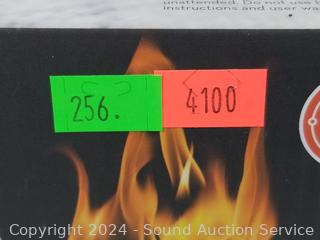 unattended. Do not use
instructions and user
256.
4100
Copyright 2024 - Sound Auction Service